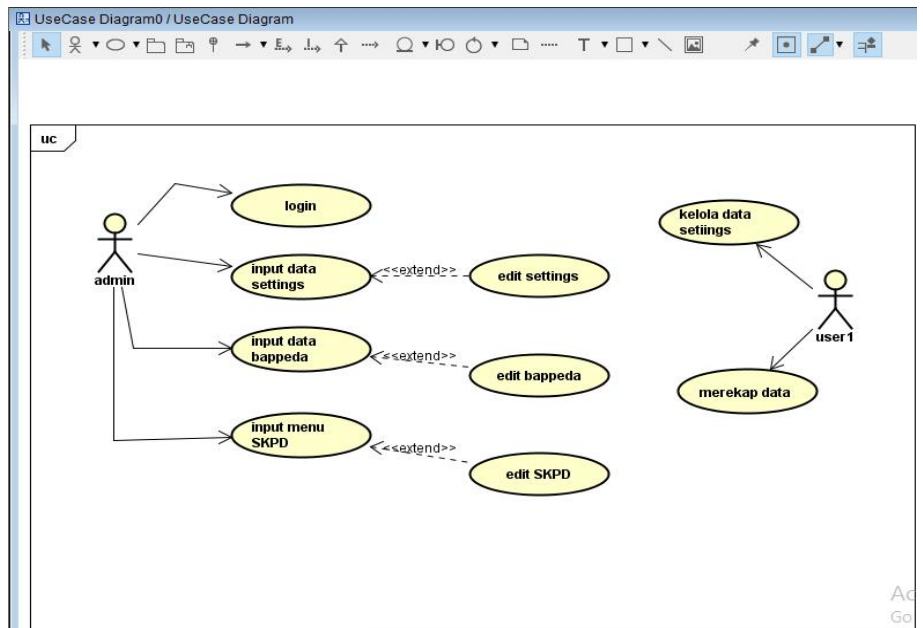 UseCase Diagram0 / UseCase Diagram
T
uc
login
kelola data
setiings
admin
input data
settings
<<extend>>
edit settings
user1
input data
bappeda
<<extend>>
edit bappeda
merekap data
input menu
SKPD
<<extend>>
edit SKPD
Go